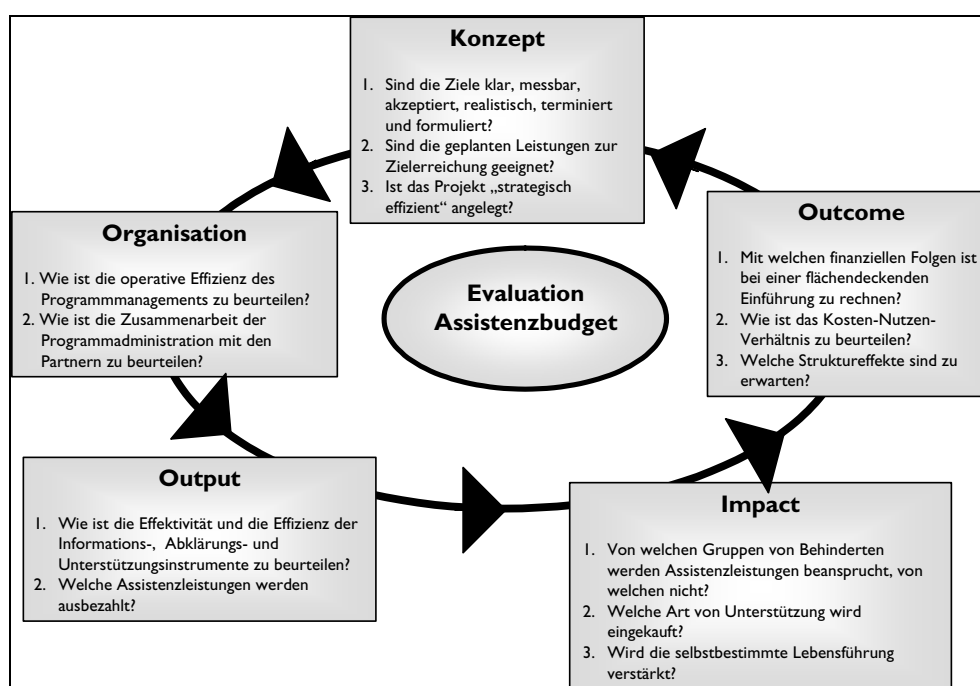 Konzept
1. Sind die Ziele klar, messbar,
akzeptiert, realistisch, terminiert
und formuliert?
2. Sind die geplanten Leistungen zur
Zielerreichung geeignet?
3. Ist das Projekt „strategisch
effizient“ angelegt?
Organisation
1. Wie ist die operative Effizienz des
Programmmanagements zu beurteilen?
2. Wie ist die Zusammenarbeit der
Programmadministration mit den
Partnern zu beurteilen?
Evaluation
Assistenzbudget
Outcome
1. Mit welchen finanziellen Folgen ist
bei einer flächendeckenden
Einführung zu rechnen?
2. Wie ist das Kosten-Nutzen-
Verhältnis zu beurteilen?
3. Welche Struktureffekte sind zu
erwarten?
Output
1. Wie ist die Effektivität und die Effizienz der
Informations-, Abklärungs- und
Unterstützungsinstrumente zu beurteilen?
2. Welche Assistenzleistungen werden
ausbezahlt?
Impact
1. Von welchen Gruppen von Behinderten
werden Assistenzleistungen beansprucht, von
welchen nicht?
2. Welche Art von Unterstützung wird
eingekauft?
3. Wird die selbstbestimmte Lebensführung
verstärkt?